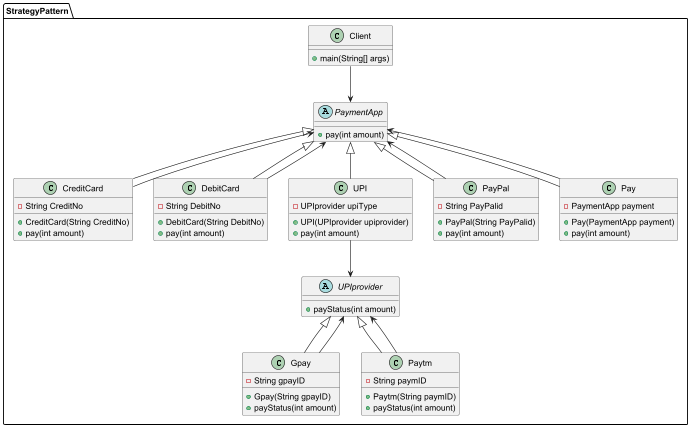 StrategyPattern
C Client
main(String[] args)
A PaymentApp
pay(int amount)
C CreditCard
String CreditNo
CreditCard(String CreditNo)
pay(int amount)
C DebitCard
String DebitNo
DebitCard(String DebitNo)
pay(int amount)
C UPI
UPIprovider upiType
UPI(UPIprovider upiprovider)
pay(int amount)
C PayPal
String PayPalid
PayPal(String PayPalid)
pay(int amount)
C Pay
PaymentApp payment
Pay(PaymentApp payment)
pay(int amount)
A UPIprovider
payStatus(int amount)
C Gpay
String gpayID
Gpay(String gpayID)
payStatus(int amount)
C Paytm
String paymID
Paytm(String paymID)
payStatus(int amount)